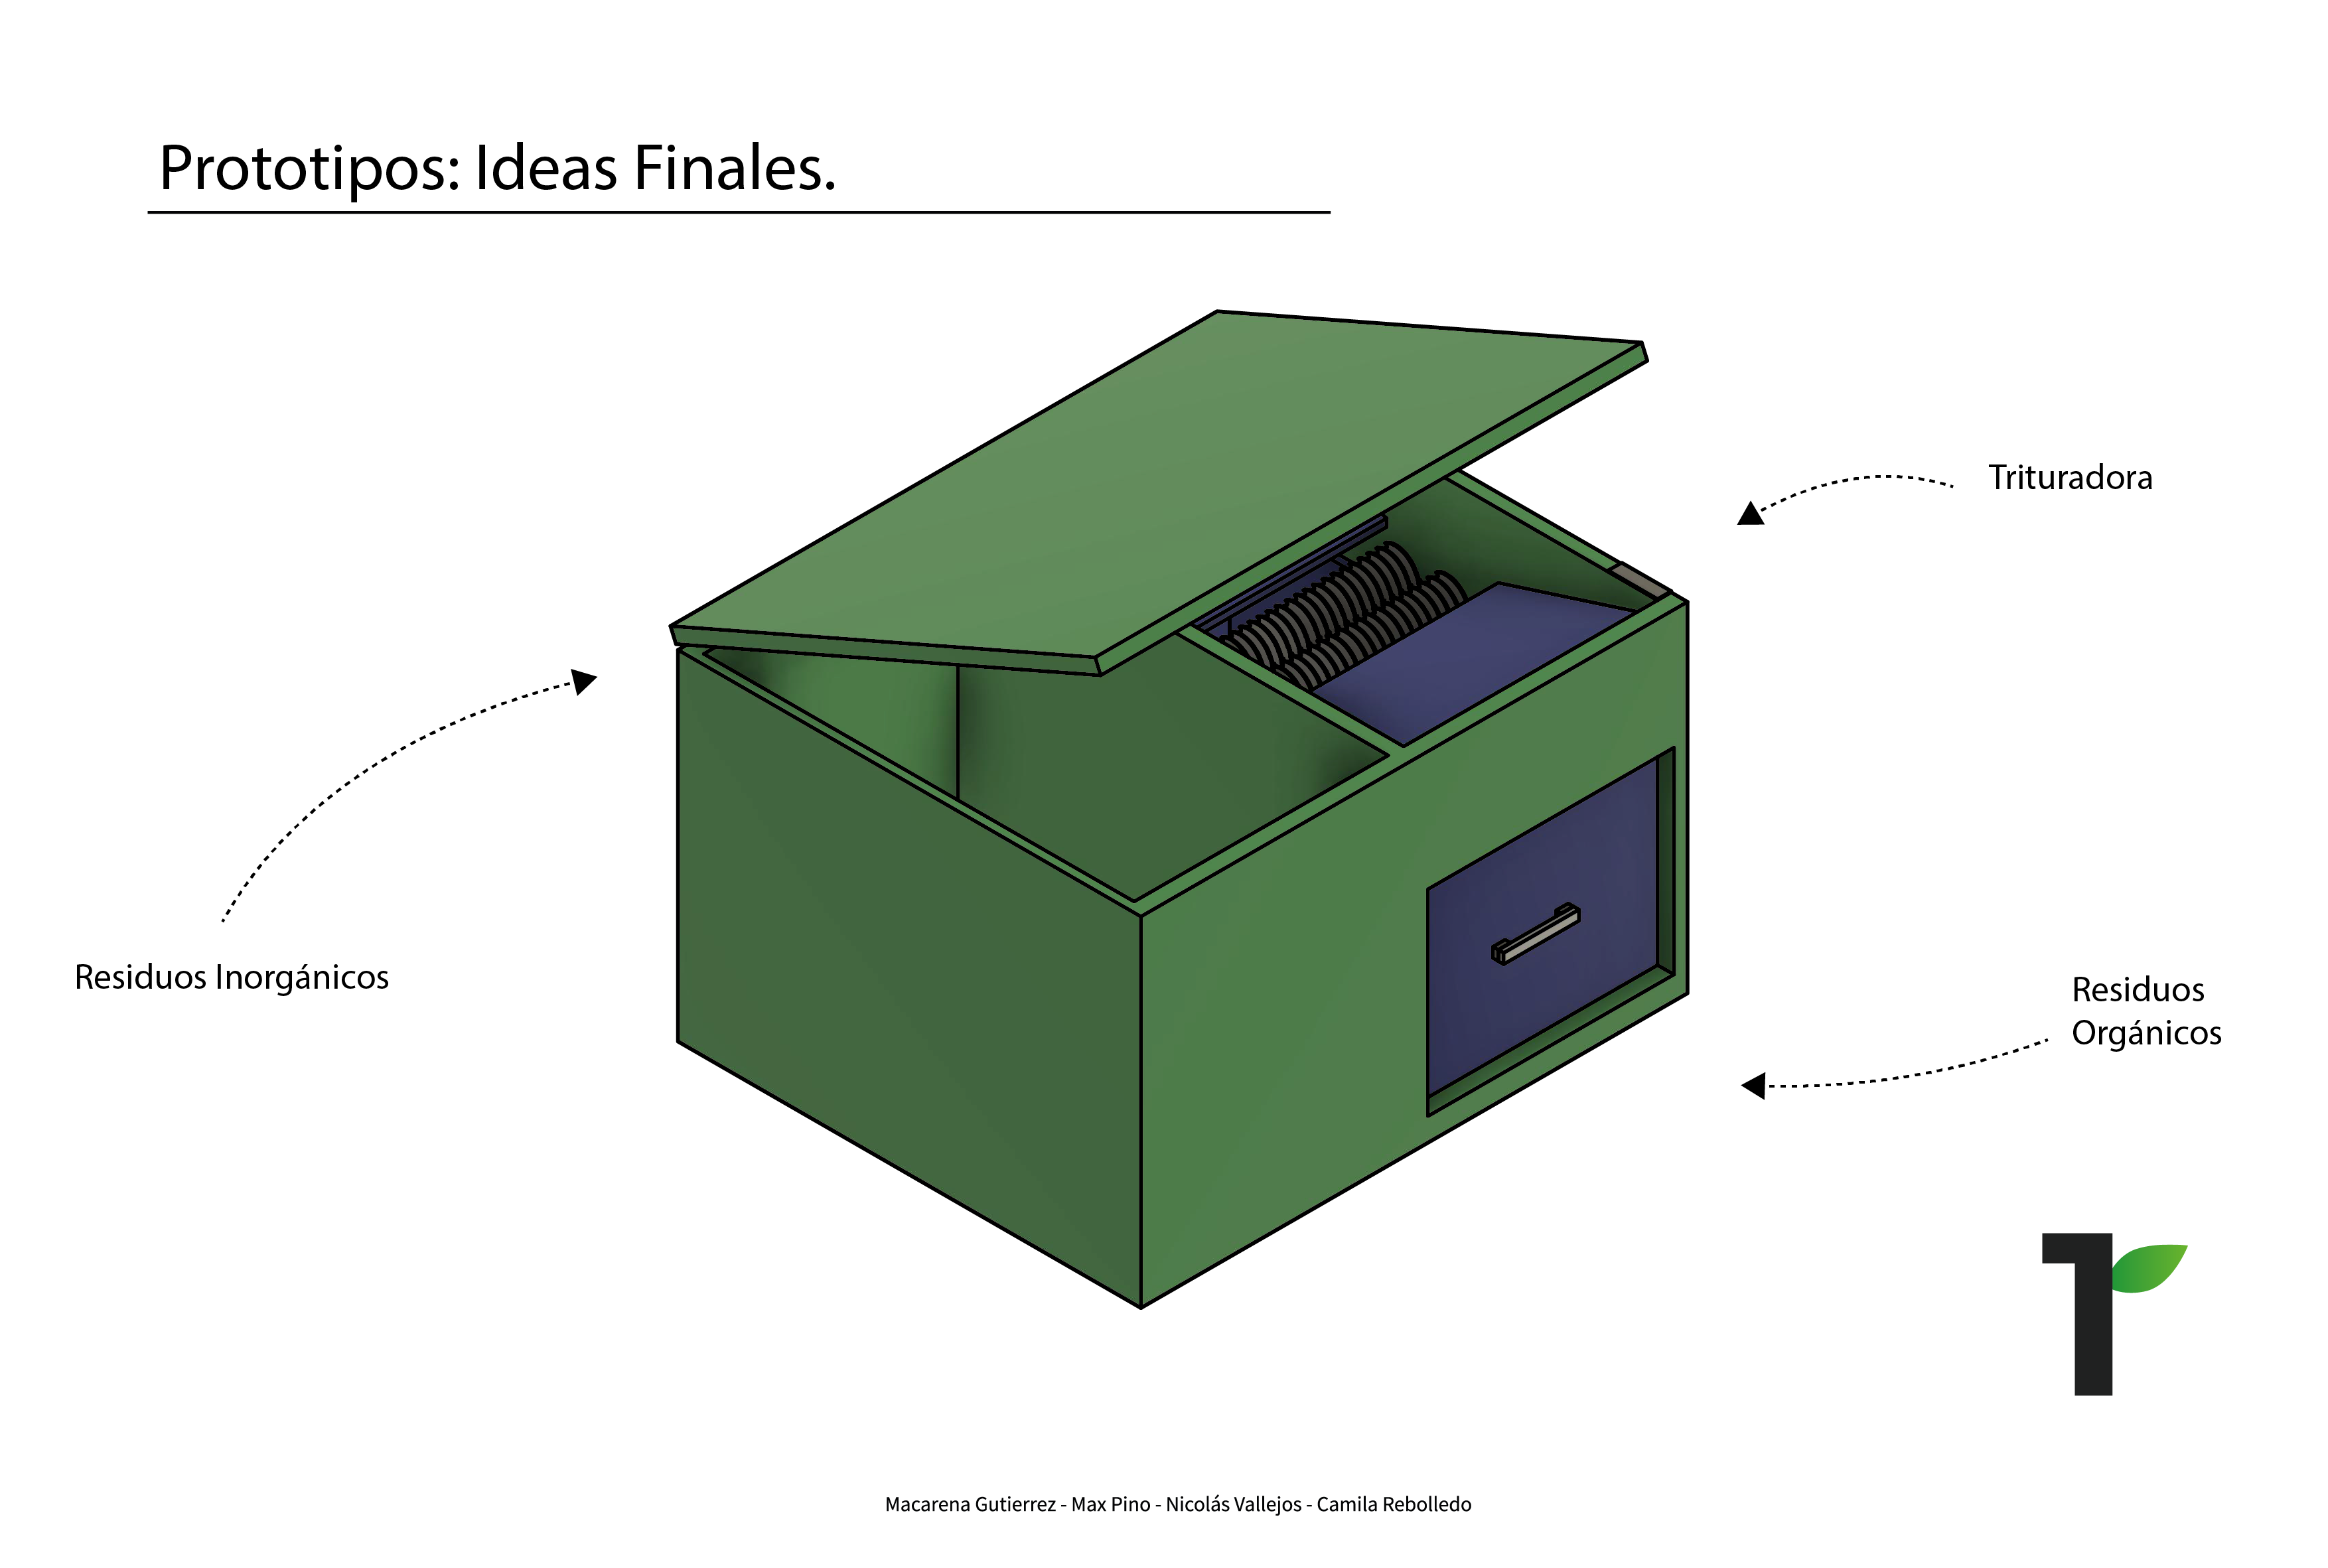 Prototipos: Ideas Finales.
Trituradora
Residuos Inorgánicos
Residuos
Orgánicos
Macarena Gutierrez - Max Pino - Nicolás Vallejos - Camila Rebolledo